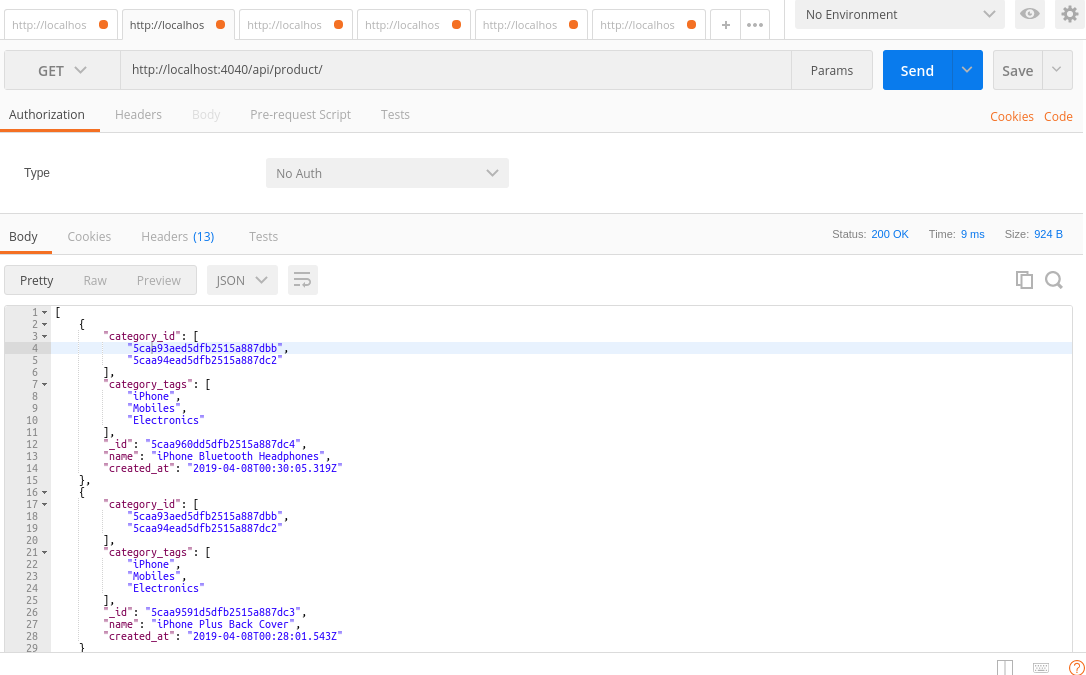 http://localhos http://localhos http://localhos http://localhos http://localhos http://localhos + ••• No Environment
GET http://localhost:4040/api/product/ Params Send Save
Authorization Headers Body Pre-request Script Tests Cookies Code
Type No Auth
Body Cookies Headers (13) Tests Status: 200 OK Time: 9 ms Size: 924 B
Pretty Raw Preview JSON
1 [
2 {
3 "category_id": [
4 "5caa93aed5dfb2515a887dbb",
5 "5caa94ead5dfb2515a887dc2"
6 ],
7 "category_tags": [
8 "iPhone",
9 "Mobiles",
10 "Electronics"
11 ],
12 "_id": "5caa960dd5dfb2515a887dc4",
13 "name": "iPhone Bluetooth Headphones",
14 "created_at": "2019-04-08T00:30:05.319Z"
15 },
16 {
17 "category_id": [
18 "5caa93aed5dfb2515a887dbb",
19 "5caa94ead5dfb2515a887dc2"
20 ],
21 "category_tags": [
22 "iPhone",
23 "Mobiles",
24 "Electronics"
25 ],
26 "_id": "5caa9591d5dfb2515a887dc3",
27 "name": "iPhone Plus Back Cover",
28 "created_at": "2019-04-08T00:28:01.543Z"
29 }
?